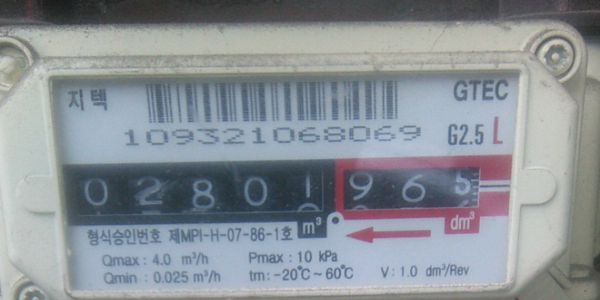 지텍 GTEC
109321068069 G2.5 L
02801 965
m³ dm³
형식승인번호 제MPI-H-07-86-1호
Qmax : 4.0 m³/h Pmax : 10 kPa
Qmin : 0.025 m³/h tm: -20℃~60℃ V : 1.0 dm³/Rev